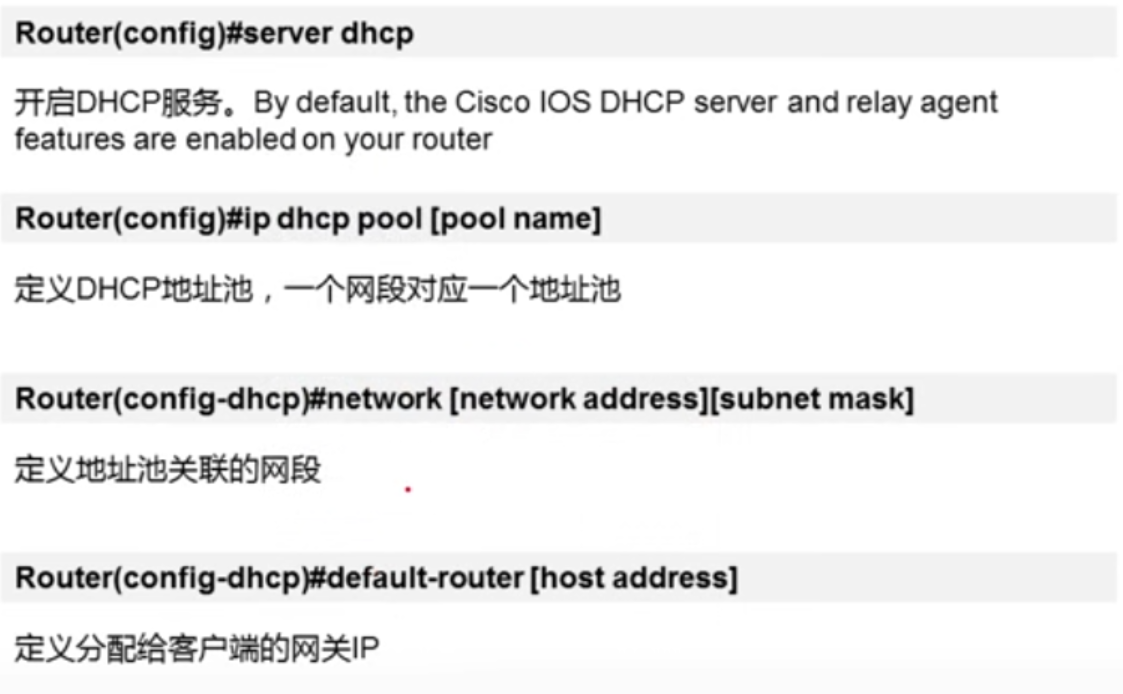 Router(config)#server dhcp
开启DHCP服务。By default, the Cisco IOS DHCP server and relay agent
features are enabled on your router
Router(config)#ip dhcp pool [pool name]
定义DHCP地址池，一个网段对应一个地址池
Router(config-dhcp)#network [network address][subnet mask]
定义地址池关联的网段
Router(config-dhcp)#default-router [host address]
定义分配给客户端的网关IP